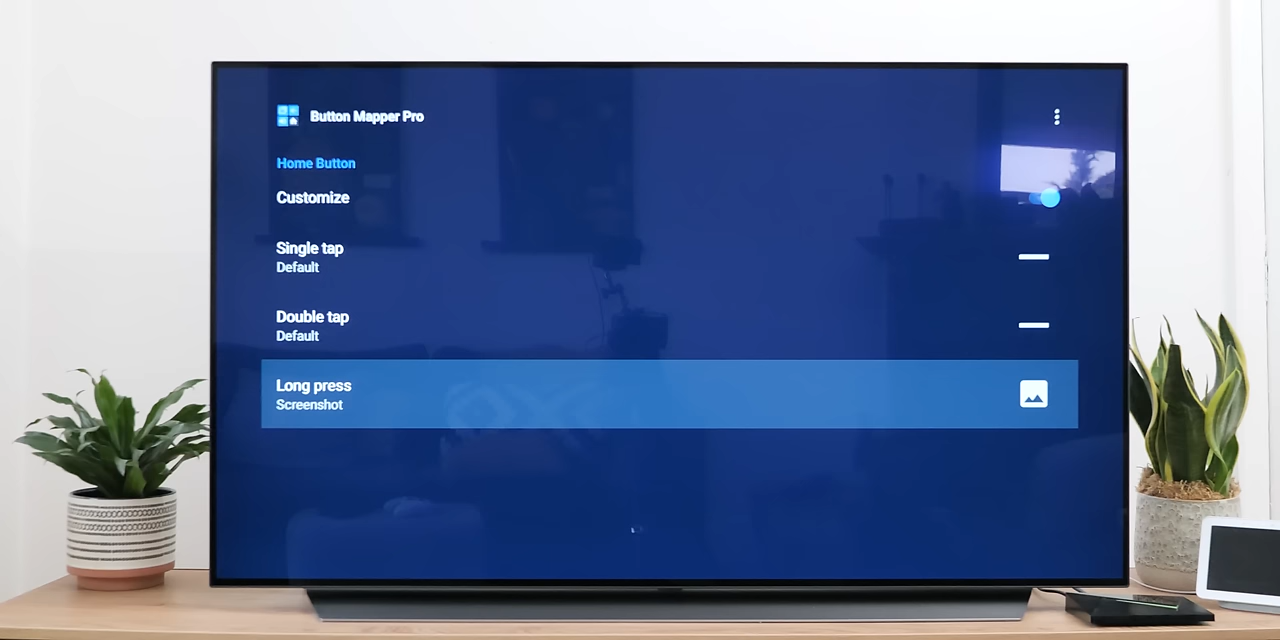 Button Mapper Pro
Home Button
Customize
Single tap
Default
Double tap
Default
Long press
Screenshot